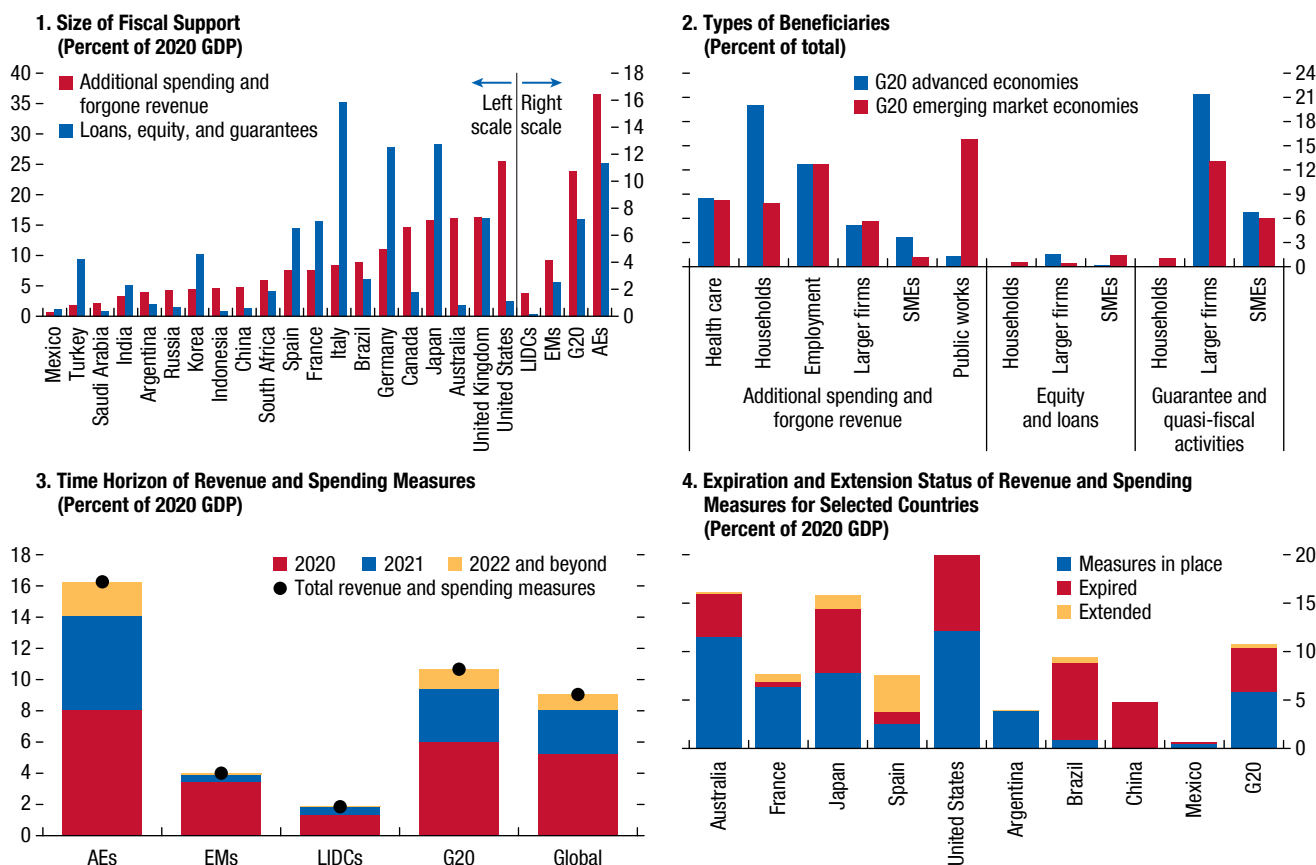 1. Size of Fiscal Support
(Percent of 2020 GDP)
40
35
30
25
20
15
10
5
0
Additional spending and
forgone revenue
Loans, equity, and guarantees
Left
scale
Right
scale
18
16
14
12
10
8
6
4
2
0
Mexico
Turkey
Saudi Arabia
India
Argentina
Russia
Korea
Indonesia
China
South Africa
Spain
France
Italy
Brazil
Germany
Canada
Japan
Australia
United Kingdom
United States
LIDCs
EMs
G20
AEs
2. Types of Beneficiaries
(Percent of total)
G20 advanced economies
G20 emerging market economies
24
21
18
15
12
9
6
3
0
Health care
Households
Employment
Larger firms
SMEs
Public works
Households
Larger firms
SMEs
Households
Larger firms
SMEs
Additional spending and
forgone revenue
Equity
and loans
Guarantee and
quasi-fiscal
activities
3. Time Horizon of Revenue and Spending Measures
(Percent of 2020 GDP)
18
16
14
12
10
8
6
4
2
0
2020 2021 2022 and beyond
Total revenue and spending measures
AEs EMs LIDCs G20 Global
4. Expiration and Extension Status of Revenue and Spending
Measures for Selected Countries
(Percent of 2020 GDP)
Measures in place
Expired
Extended
20
15
10
5
0
Australia
France
Japan
Spain
United States
Argentina
Brazil
China
Mexico
G20